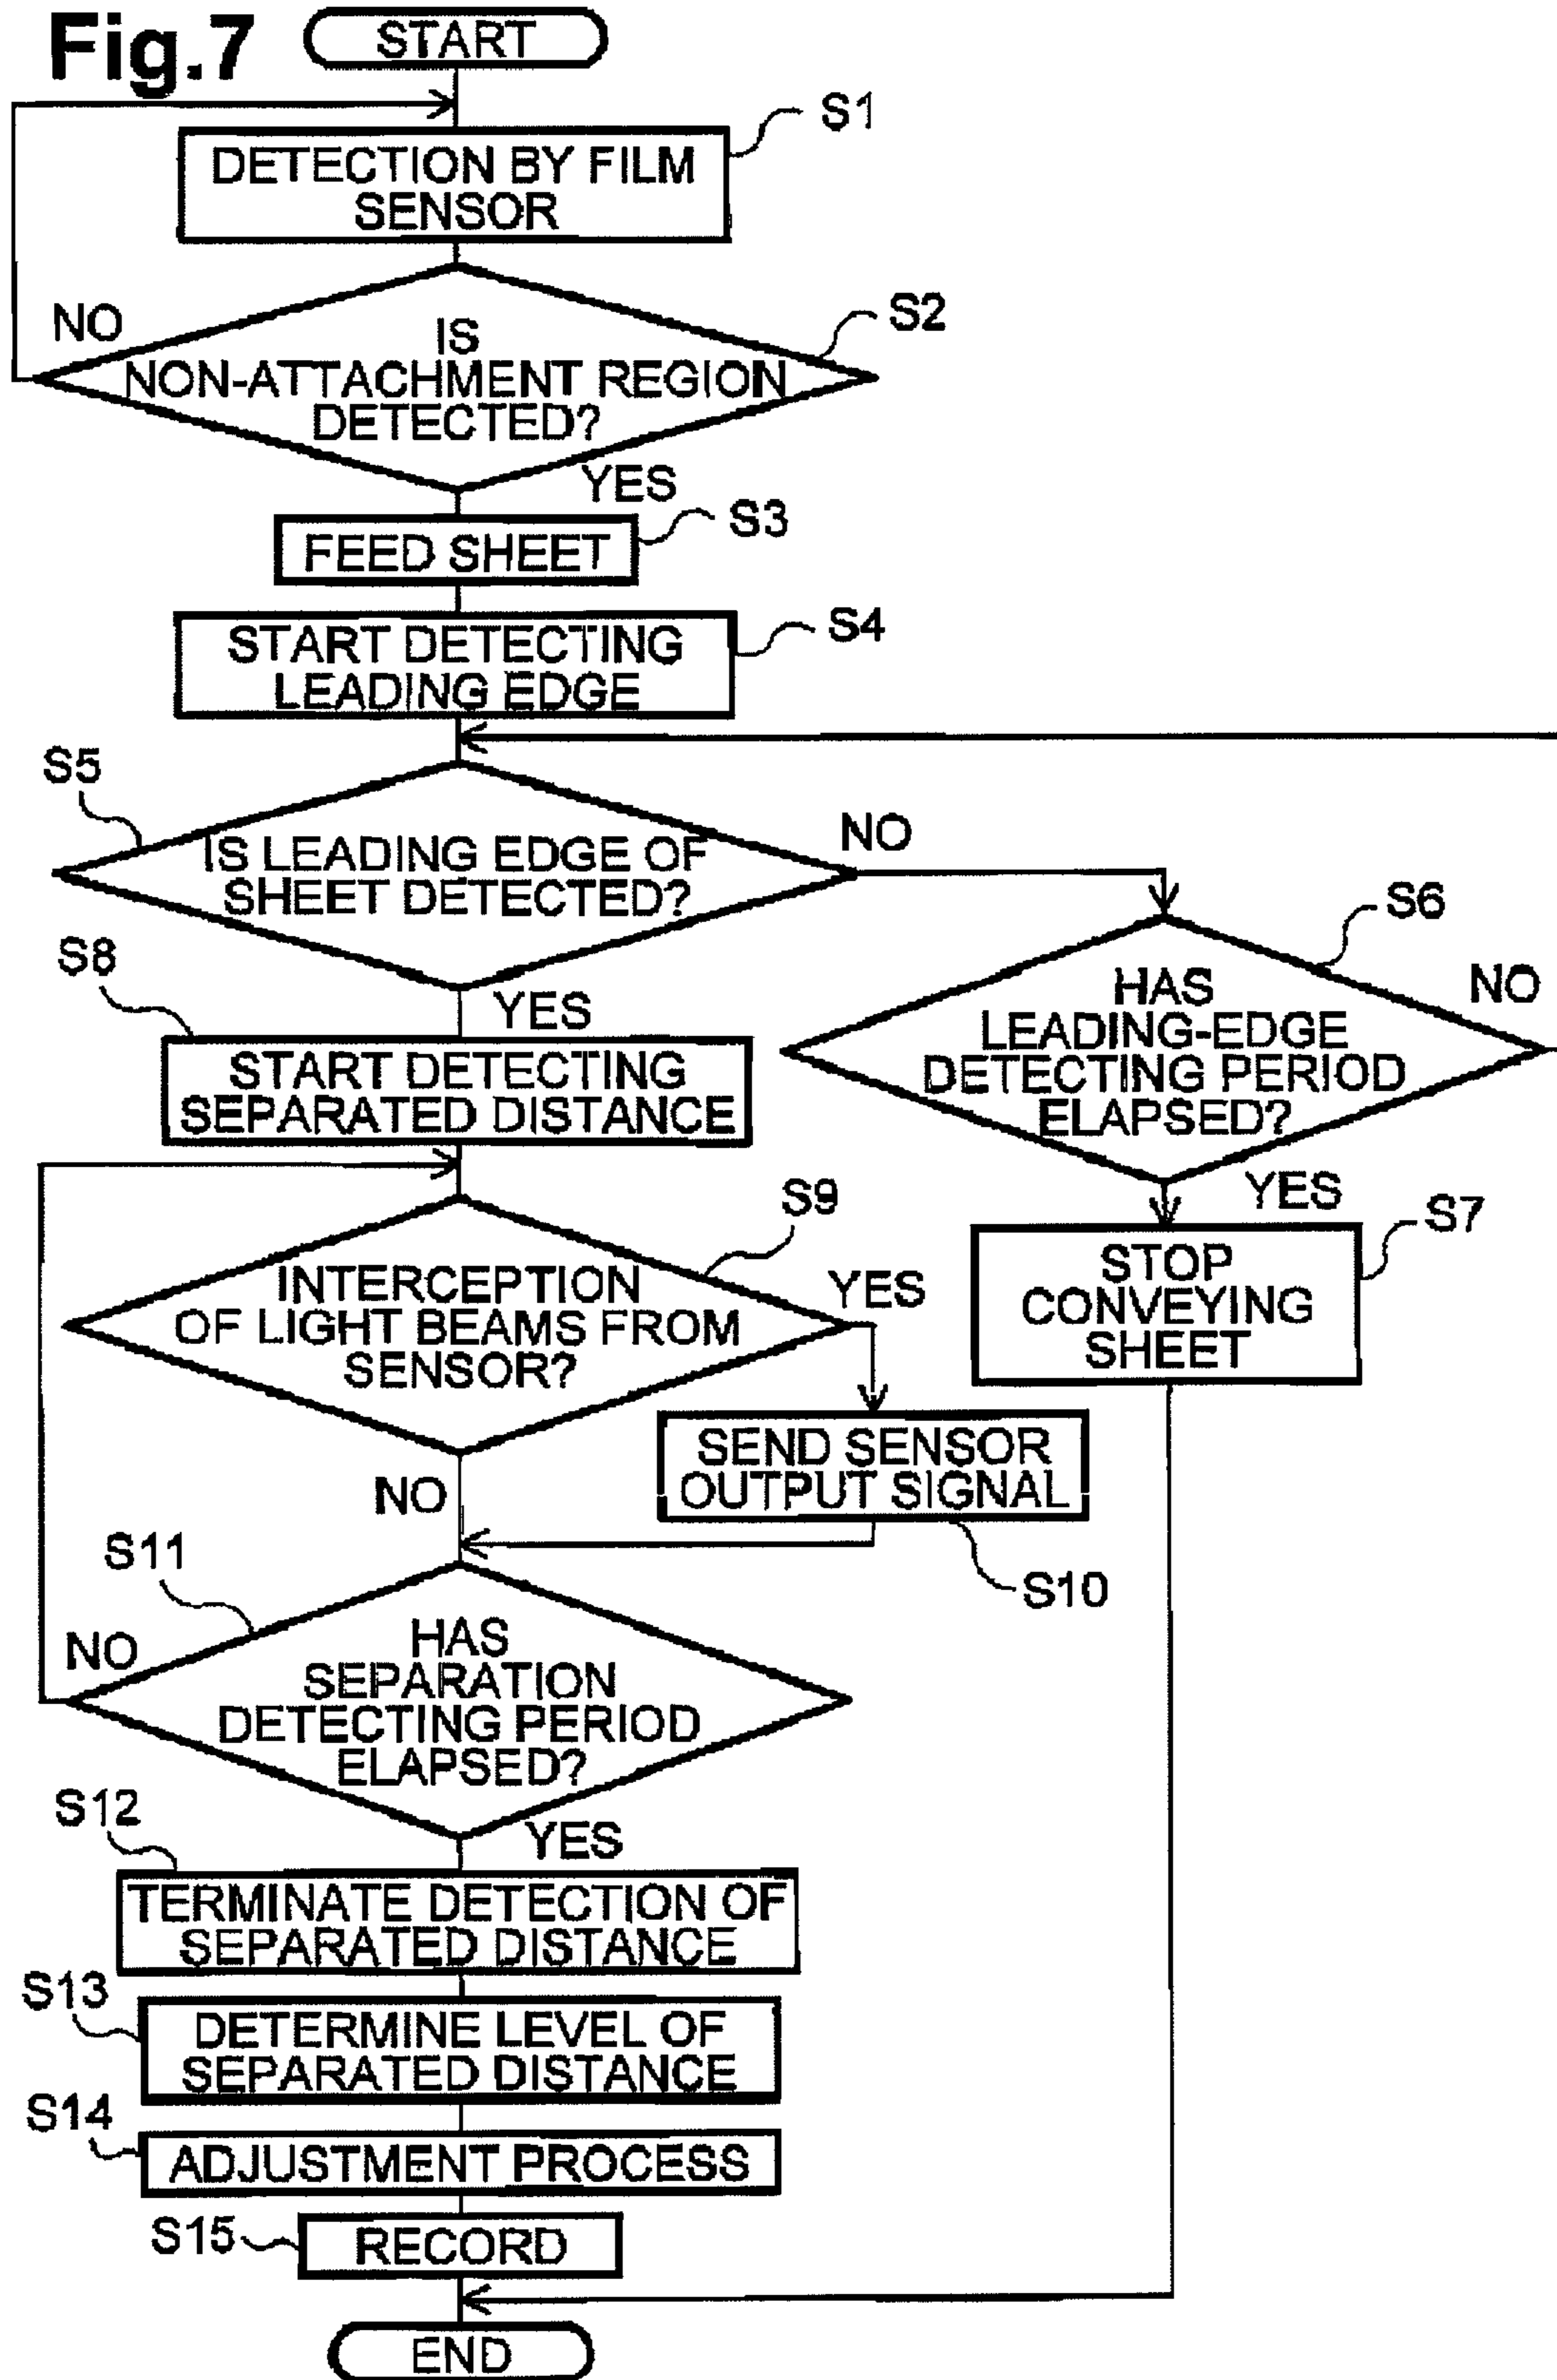 Fig.7
START
S1
DETECTION BY FILM
SENSOR
NO
S2
IS
NON-ATTACHMENT REGION
DETECTED?
YES
S3
FEED SHEET
S4
START DETECTING
LEADING EDGE
S5
NO
IS LEADING EDGE OF
SHEET DETECTED?
S6
S8
YES
HAS
LEADING-EDGE
DETECTING PERIOD
ELAPSED?
NO
START DETECTING
SEPARATED DISTANCE
YES
S7
STOP
CONVEYING
SHEET
S9
INTERCEPTION
OF LIGHT BEAMS FROM
SENSOR?
YES
SEND SENSOR
OUTPUT SIGNAL
NO
S10
S11
NO
HAS
SEPARATION
DETECTING PERIOD
ELAPSED?
S12
YES
TERMINATE DETECTION OF
SEPARATED DISTANCE
S13
DETERMINE LEVEL OF
SEPARATED DISTANCE
S14
ADJUSTMENT PROCESS
S15
RECORD
END